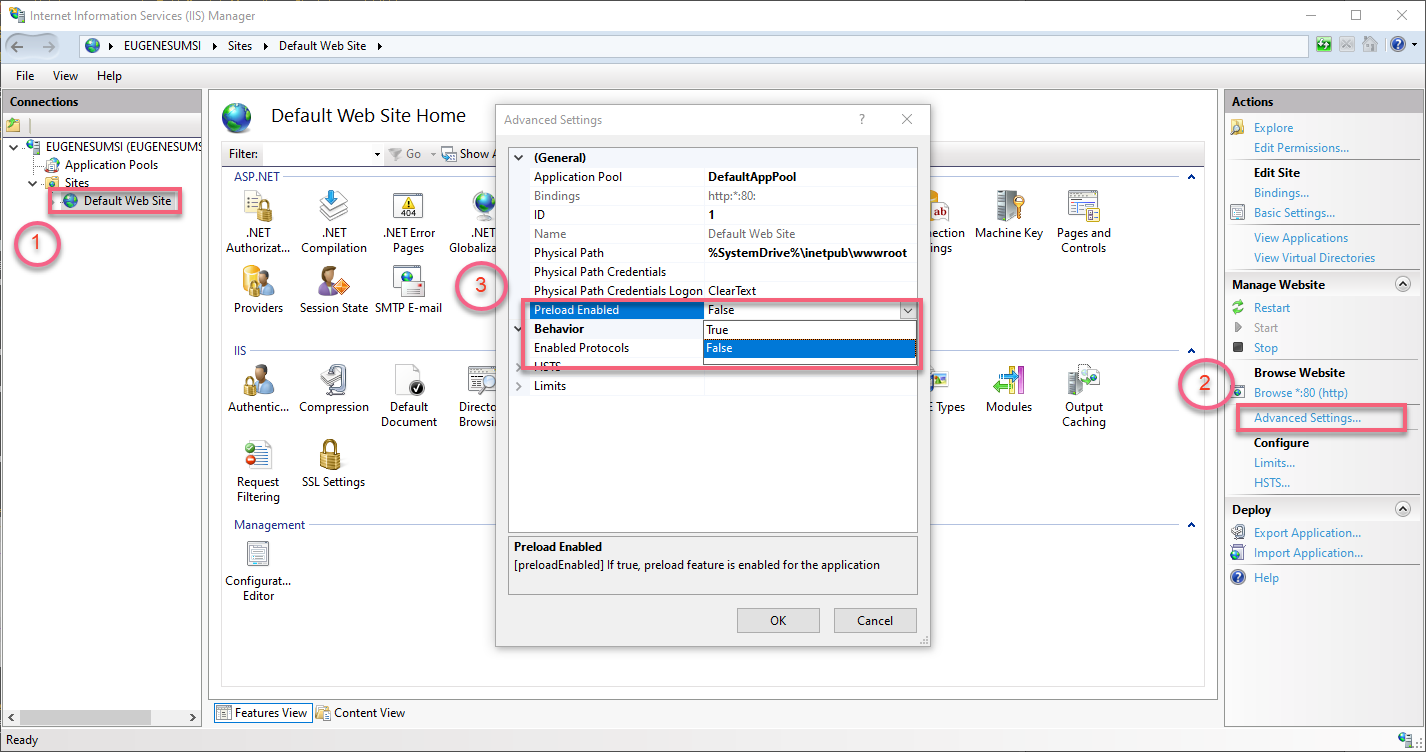 Internet Information Services (IIS) Manager
EUGENESUMSI
Sites
Default Web Site
File View Help
Connections
EUGENESUMSI (EUGENESUMS
Application Pools
Sites
Default Web Site
1
Default Web Site Home
Filter:
Go
Show A
ASP.NET
.NET Authorizat...
.NET Compilation
.NET Error Pages
.NET Globaliza
Machine Key
Pages and Controls
Providers
Session State
SMTP E-mail
IIS
Authentic...
Compression
Default Document
Directo
Browsin
E Types
Modules
Output Caching
Request Filtering
SSL Settings
Management
Configurat... Editor
Features View
Content View
Ready
Advanced Settings
?
3
(General)
Application Pool DefaultAppPool
Bindings http:*:80:
ID 1
Name Default Web Site
Physical Path %SystemDrive%\inetpub\wwwroot
Physical Path Credentials
Physical Path Credentials Logon ClearText
Preload Enabled False
True
False
Behavior
Enabled Protocols
HSTS
Limits
Preload Enabled
[preloadEnabled] If true, preload feature is enabled for the application
OK
Cancel
Actions
Explore
Edit Permissions...
Edit Site
Bindings...
Basic Settings...
View Applications
View Virtual Directories
Manage Website
Restart
Start
Stop
Browse Website
2
Browse *:80 (http)
Advanced Settings...
Configure
Limits...
HSTS...
Deploy
Export Application...
Import Application...
Help